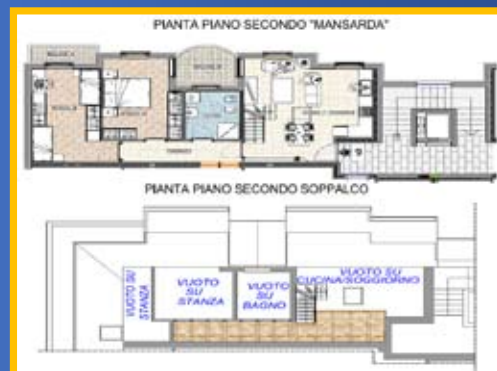 PIANTA PIANO SECONDO "MANSARDA"
PIANTA PIANO SECONDO SOPPALCO
VUOTO SU
STANZA
VUOTO SU
STANZA
VUOTO
SU
BAGNO
VUOTO SU
CUCINA/SOGGIORNO